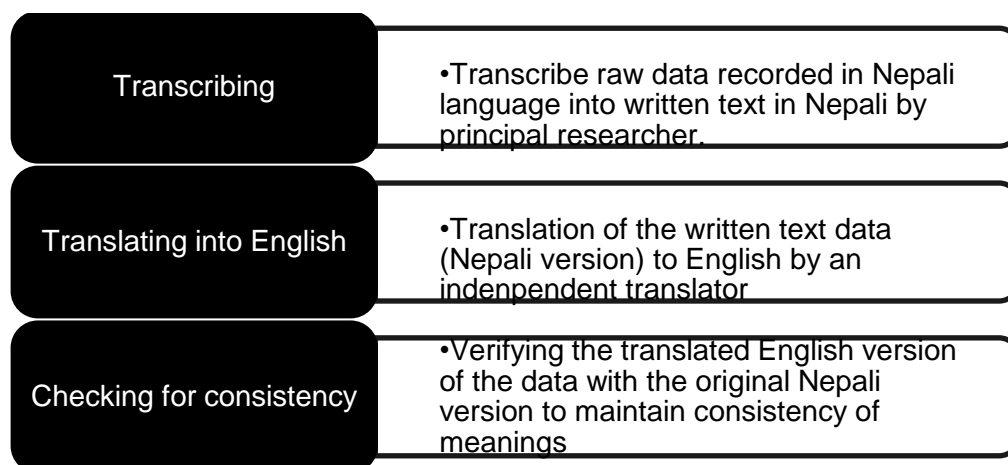 Transcribing
•Transcribe raw data recorded in Nepali
language into written text in Nepali by
principal researcher.
Translating into English
•Translation of the written text data
(Nepali version) to English by an
indenpendent translator
Checking for consistency
•Verifying the translated English version
of the data with the original Nepali
version to maintain consistency of
meanings